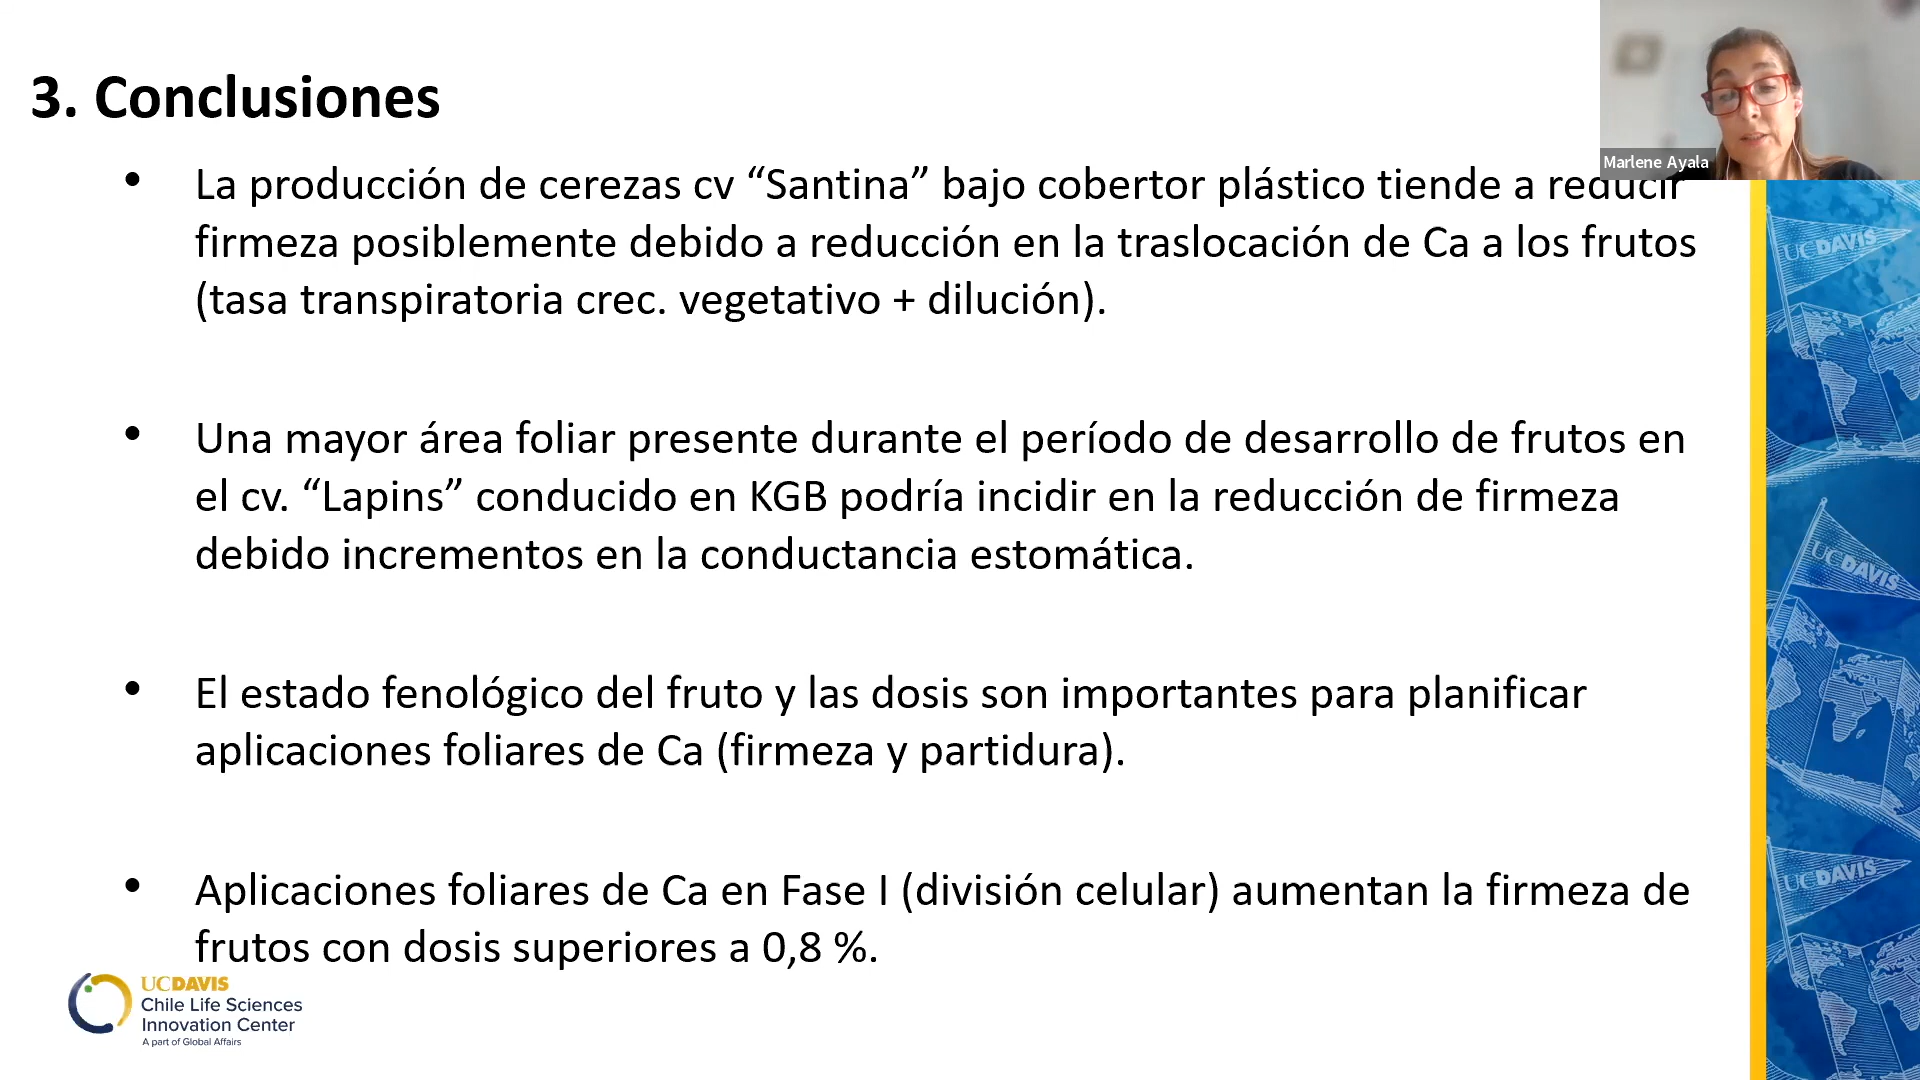 3. Conclusiones
Marlene Ayala
• La producción de cerezas cv “Santina” bajo cobertor plástico tiende a reducir
firmeza posiblemente debido a reducción en la traslocación de Ca a los frutos
(tasa transpiratoria crec. vegetativo + dilución).
• Una mayor área foliar presente durante el período de desarrollo de frutos en
el cv. “Lapins” conducido en KGB podría incidir en la reducción de firmeza
debido incrementos en la conductancia estomática.
• El estado fenológico del fruto y las dosis son importantes para planificar
aplicaciones foliares de Ca (firmeza y partidura).
• Aplicaciones foliares de Ca en Fase I (división celular) aumentan la firmeza de
frutos con dosis superiores a 0,8 %.
UCDAVIS
Chile Life Sciences
Innovation Center
A part of Global Affairs
UCDAVIS
UCDAVIS
UCDAVIS